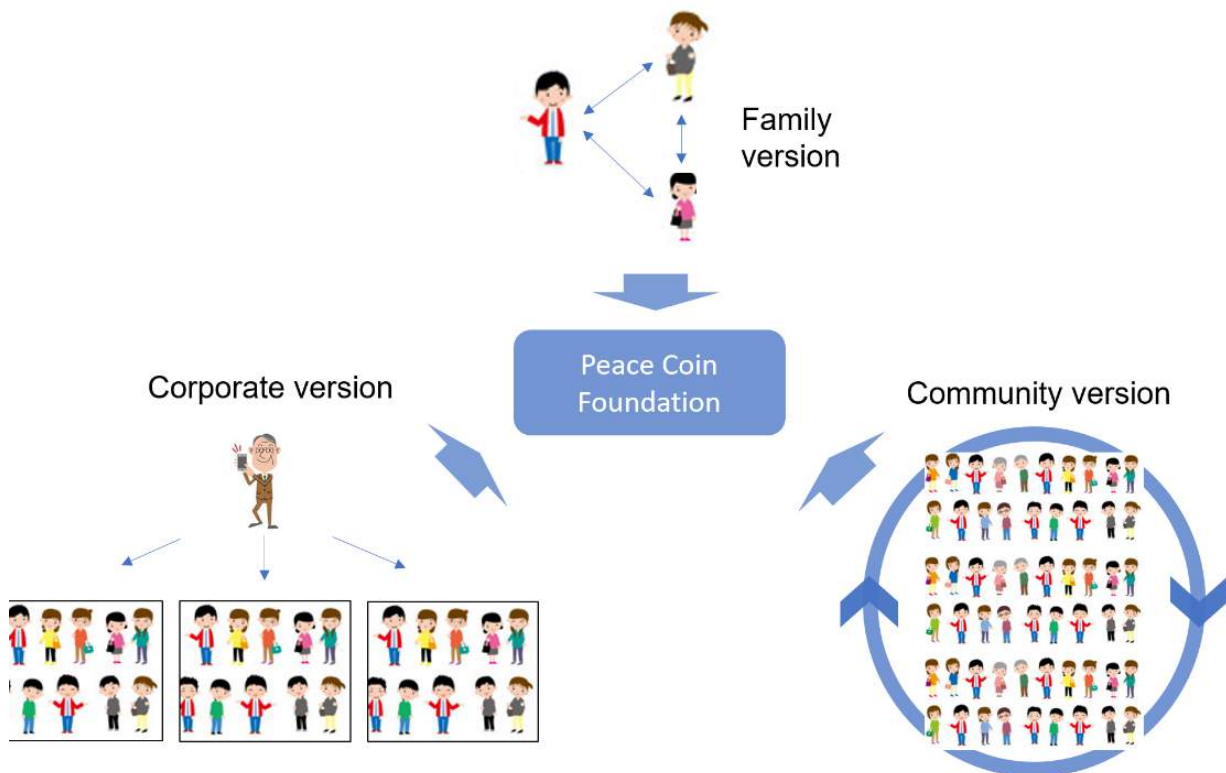 Family
version
Peace Coin
Foundation
Corporate version
Community version